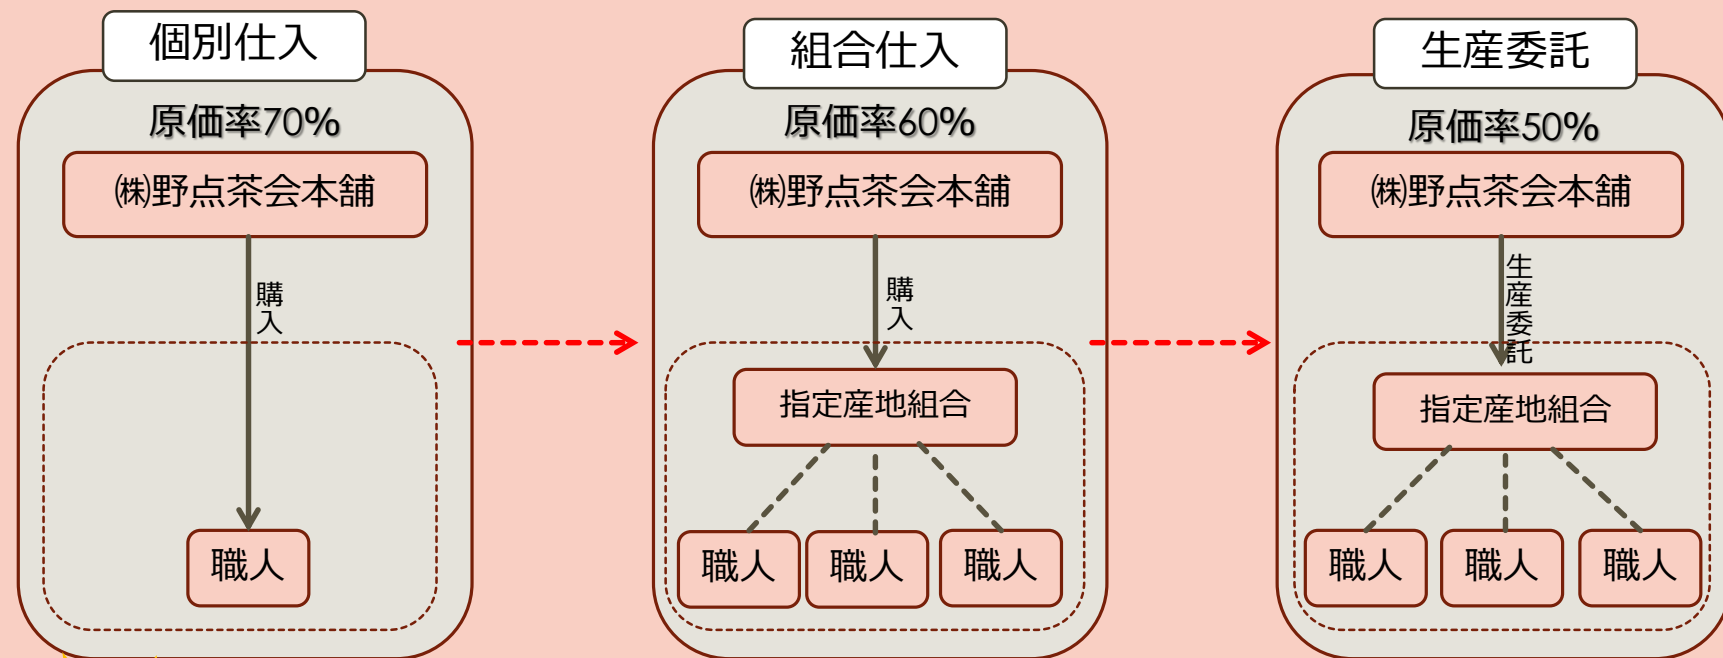 個別仕入
原価率70%
㈱野点茶会本舗
購入
職人
組合仕入
原価率60%
㈱野点茶会本舗
購入
指定産地組合
職人
職人
職人
生産委託
原価率50%
㈱野点茶会本舗
生産委託
指定産地組合
職人
職人
職人